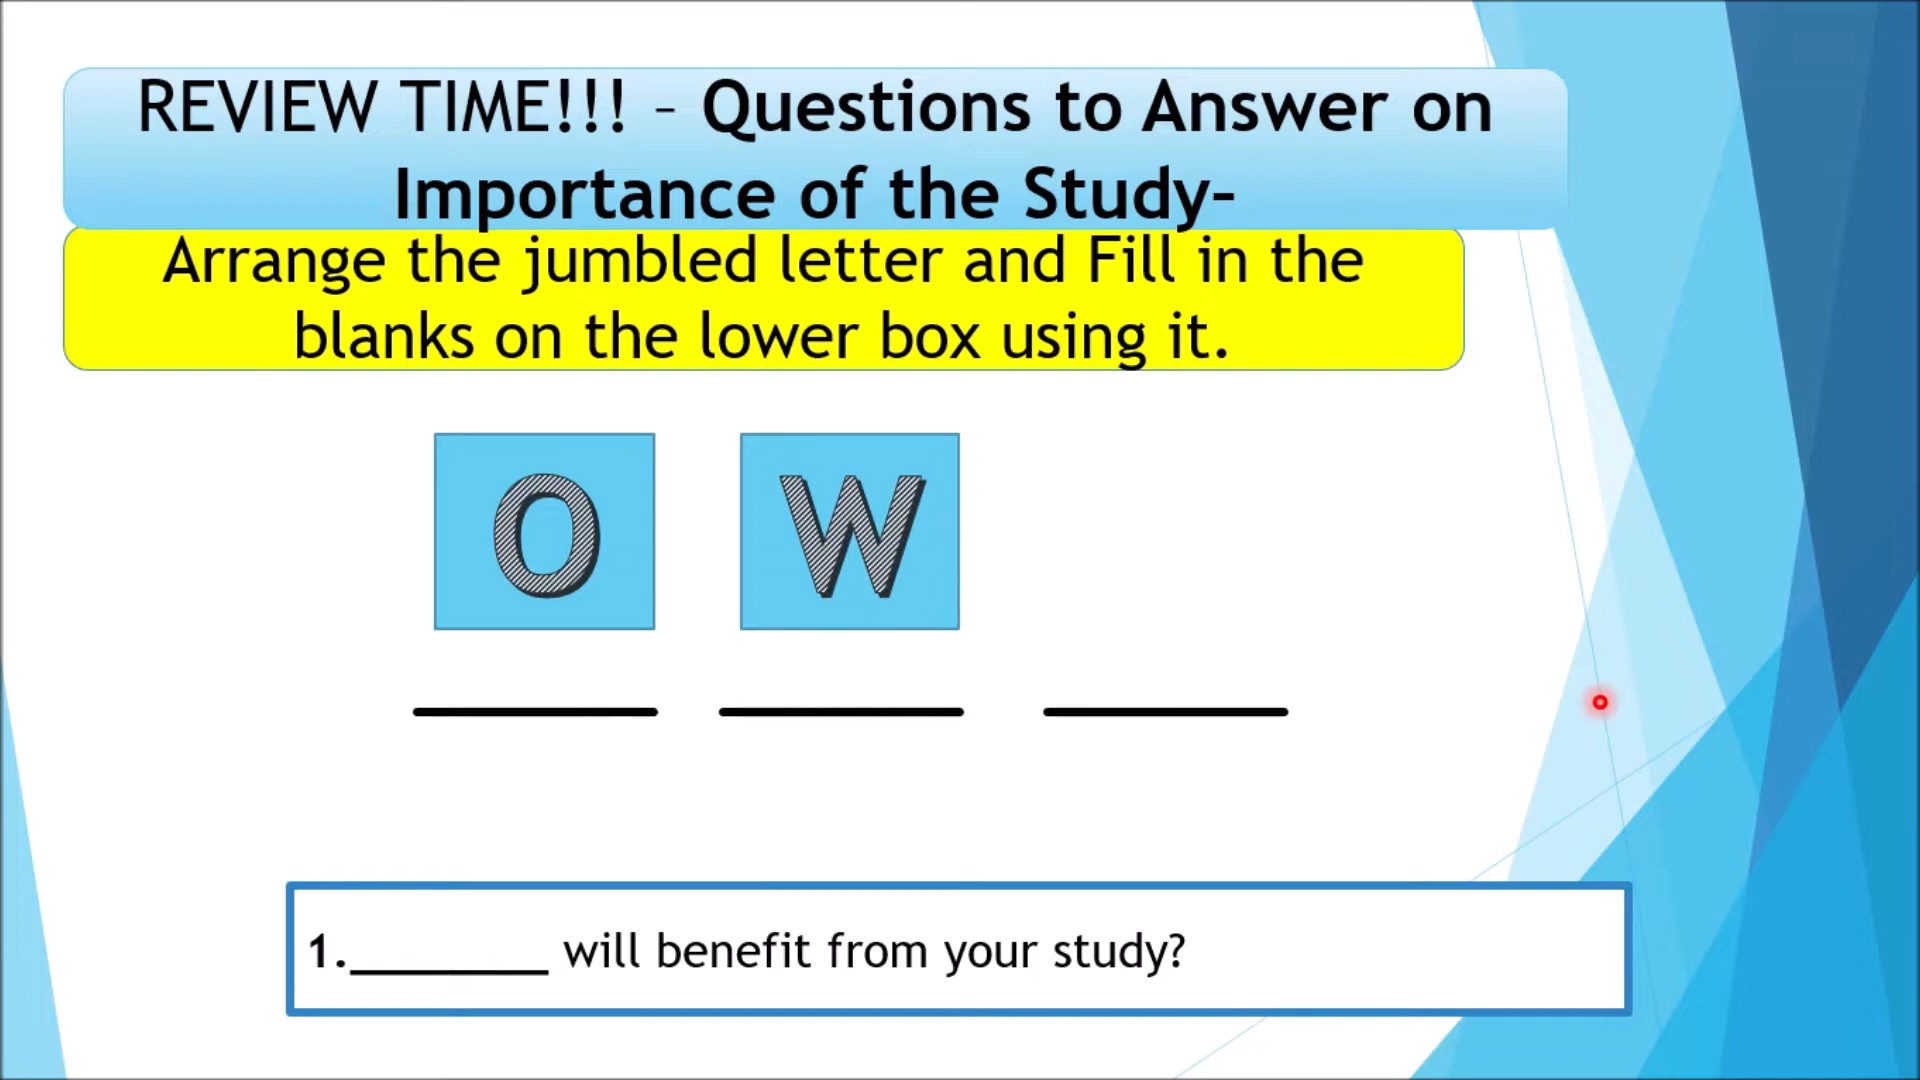 REVIEW TIME!!! – Questions to Answer on
Importance of the Study–
Arrange the jumbled letter and Fill in the
blanks on the lower box using it.
O W
1.________ will benefit from your study?